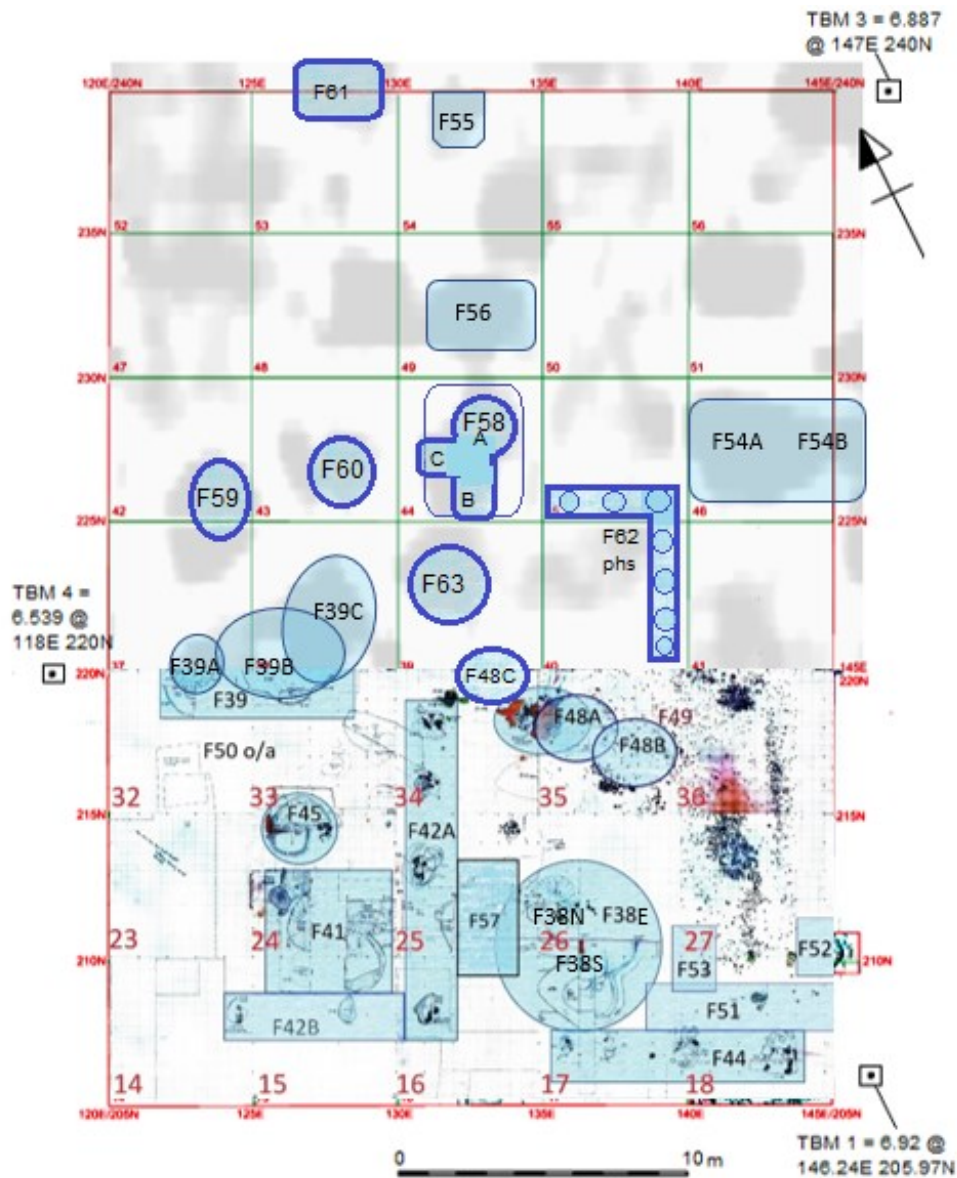 TBM 3 = 6.887
@ 147E 240N
120E/240N
125E
130E
135E
140E
145E/240N
F61
F55
52
53
54
55
56
235N
235N
F56
47
48
49
50
51
230N
230N
F58
A
C
B
F54A
F54B
F60
F59
42
43
44
46
225N
225N
F62
phs
F63
TBM 4 =
6.539 @
118E 220N
F39C
F39A
F39B
39
40
41
145E
220N
220N
F48C
F39
F48A
F49
F48B
F50 o/a
32
33
34
35
36
215N
215N
F45
F42A
F57
F38N
F38E
F41
23
24
25
26
27
F52
210N
210N
F38S
F53
F51
F42B
F44
14
15
16
17
18
120E/205N
125E
130E
135E
140E
145E/205N
TBM 1 = 6.92 @
146.24E 205.97N
0
10 m